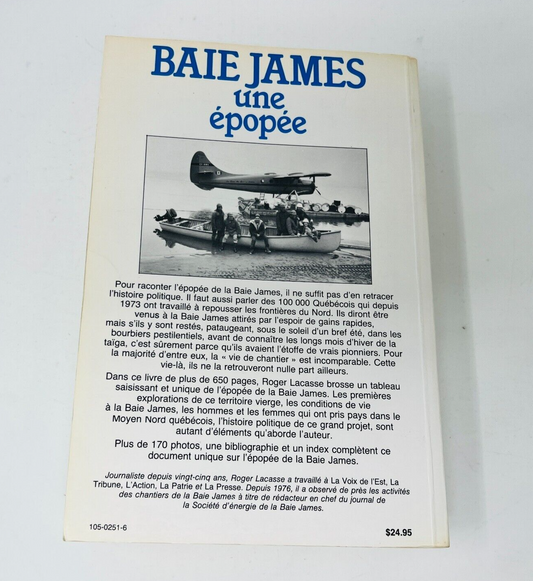 BAIE JAMES
une
épopée
Pour raconter l'épopée de la Baie James, il ne suffit pas d'en retracer
l'histoire politique. Il faut aussi parler des 100 000 Québécois qui depuis
1973 ont travaillé à repousser les frontières du Nord. Ils diront être
venus à la Baie James attirés par l'espoir de gains rapides,
mais s'ils y sont restés, pataugeant, sous le soleil d'un bref été, dans les
bourbiers pestilentiels, avant de connaître les longs mois d'hiver de la
taïga, c'est sûrement parce qu'ils avaient l'étoffe de vrais pionniers. Pour
la majorité d'entre eux, la « vie de chantier » est incomparable. Cette
vie-là, ils ne la retrouveront nulle part ailleurs.
Dans ce livre de plus de 650 pages, Roger Lacasse brosse un tableau
saisissant et unique de l'épopée de la Baie James. Les premières
explorations de ce territoire vierge, les conditions de vie
à la Baie James, les hommes et les femmes qui ont pris pays dans le
Moyen Nord québécois, l'histoire politique de ce grand projet, sont
autant d'éléments qu'aborde l'auteur.
Plus de 170 photos, une bibliographie et un index complètent ce
document unique sur l'épopée de la Baie James.
Journaliste depuis vingt-cinq ans, Roger Lacasse a travaillé à La Voix de l'Est, La
Tribune, L'Action, La Patrie et La Presse. Depuis 1976, il a observé de près les activités
des chantiers de la Baie James à titre de rédacteur en chef du journal de
la Société d'énergie de la Baie James.
105-0251-6
$24.95